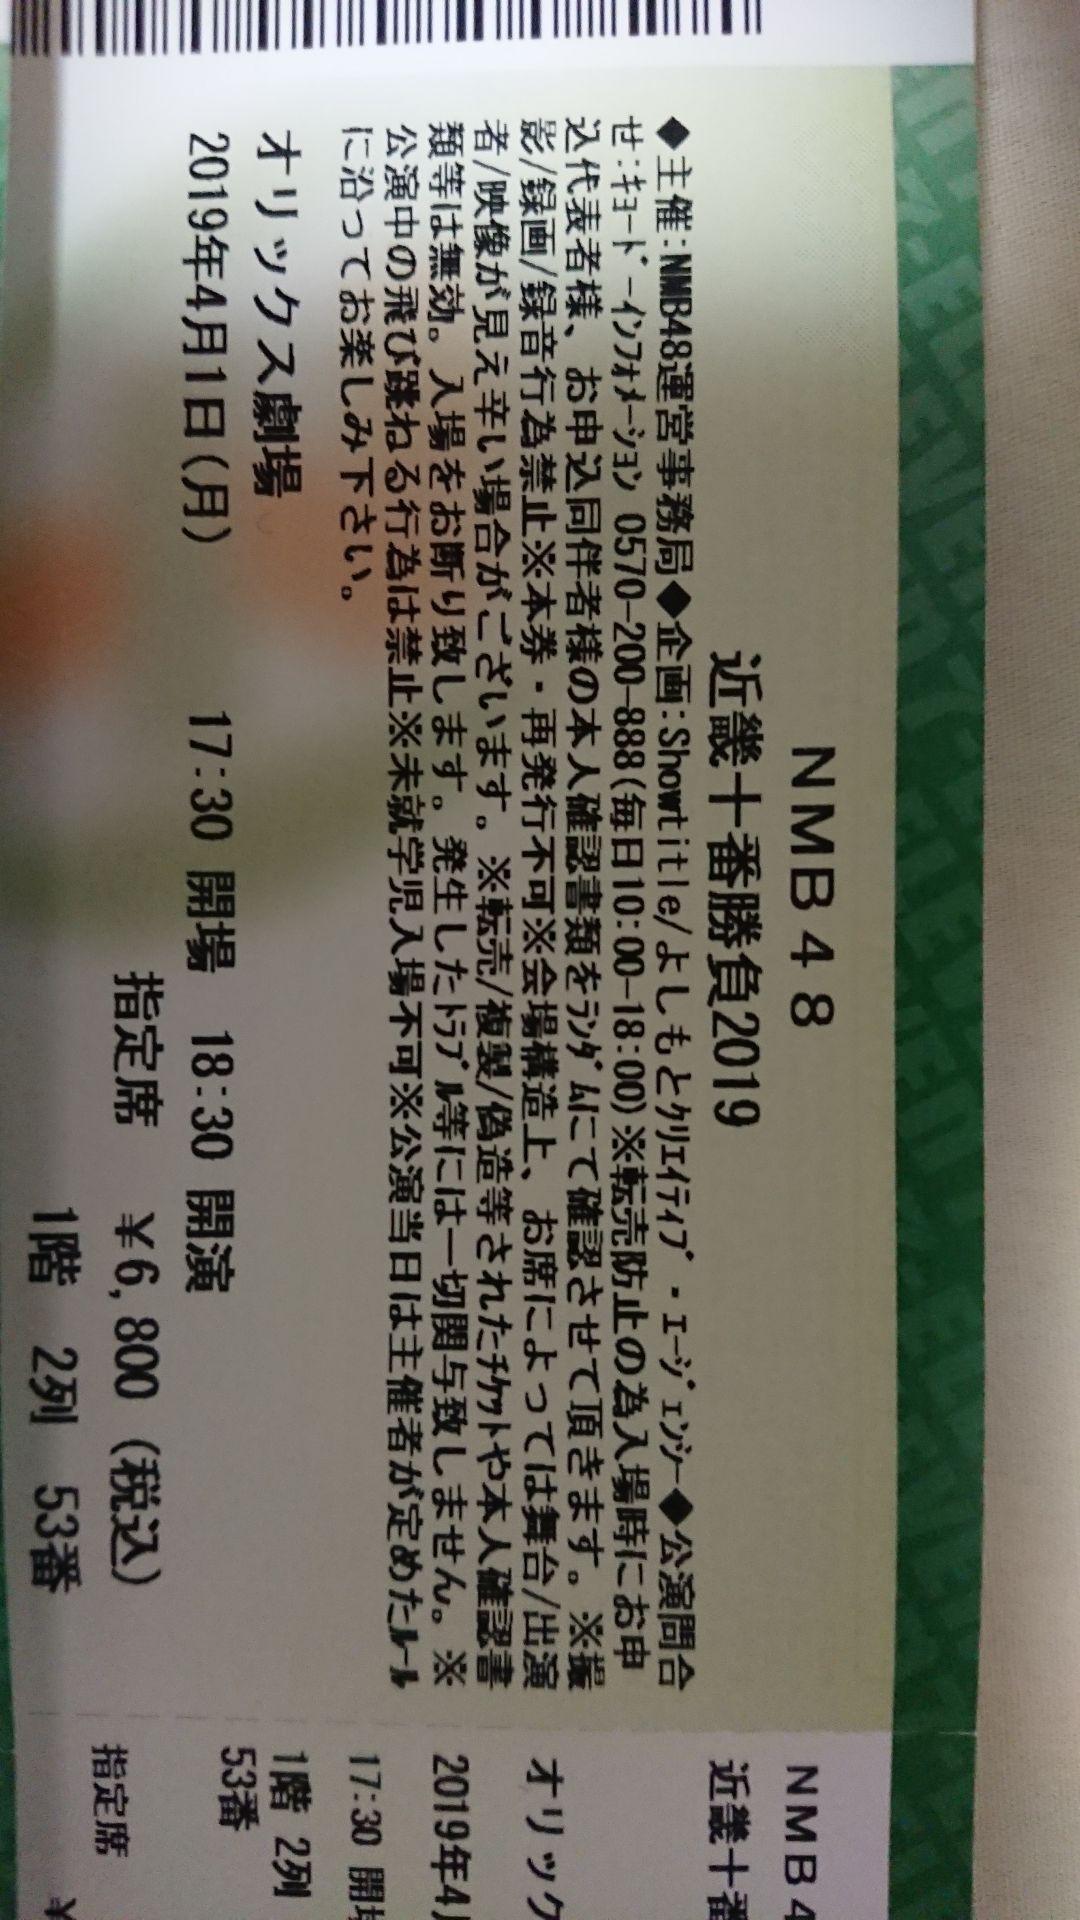 NMB48
近畿十番勝負2019
◆主催:NMB48運営事務局◆企画:Showtitle/よしもとｸﾘｴｲﾃｨﾌﾞ・ｴｰｼﾞｪﾝｼｰ◆公演問合
せ:ｷｮｰﾄﾞｰｲﾝﾌｫﾒｰｼｮﾝ 0570-200-888(毎日10:00-18:00)※転売防止の為入場時にお申
込代表者様、お申込同伴者様の本人確認書類をﾗﾝﾀﾞﾑにて確認させて頂きます。※撮
影/録画/録音行為禁止※本券・再発行不可※会場構造上、お席によっては舞台/出演
者/映像が見え辛い場合がございます。※転売/複製/偽造等されたﾁｹｯﾄや本人確認書
類等は無効。入場をお断り致します。発生したﾄﾗﾌﾞﾙ等には一切関与致しません。※
公演中の飛び跳ねる行為は禁止※未就学児入場不可※公演当日は主催者が定めたﾙｰﾙ
に沿ってお楽しみ下さい。
オリックス劇場
2019年4月1日(月) 17:30 開場 18:30 開演
指定席 ¥6,800 (税込)
1階 2列 53番
NMB4
近畿十番
オリック
2019年4月
17:30 開場
1階 2列
53番
指定席 ¥